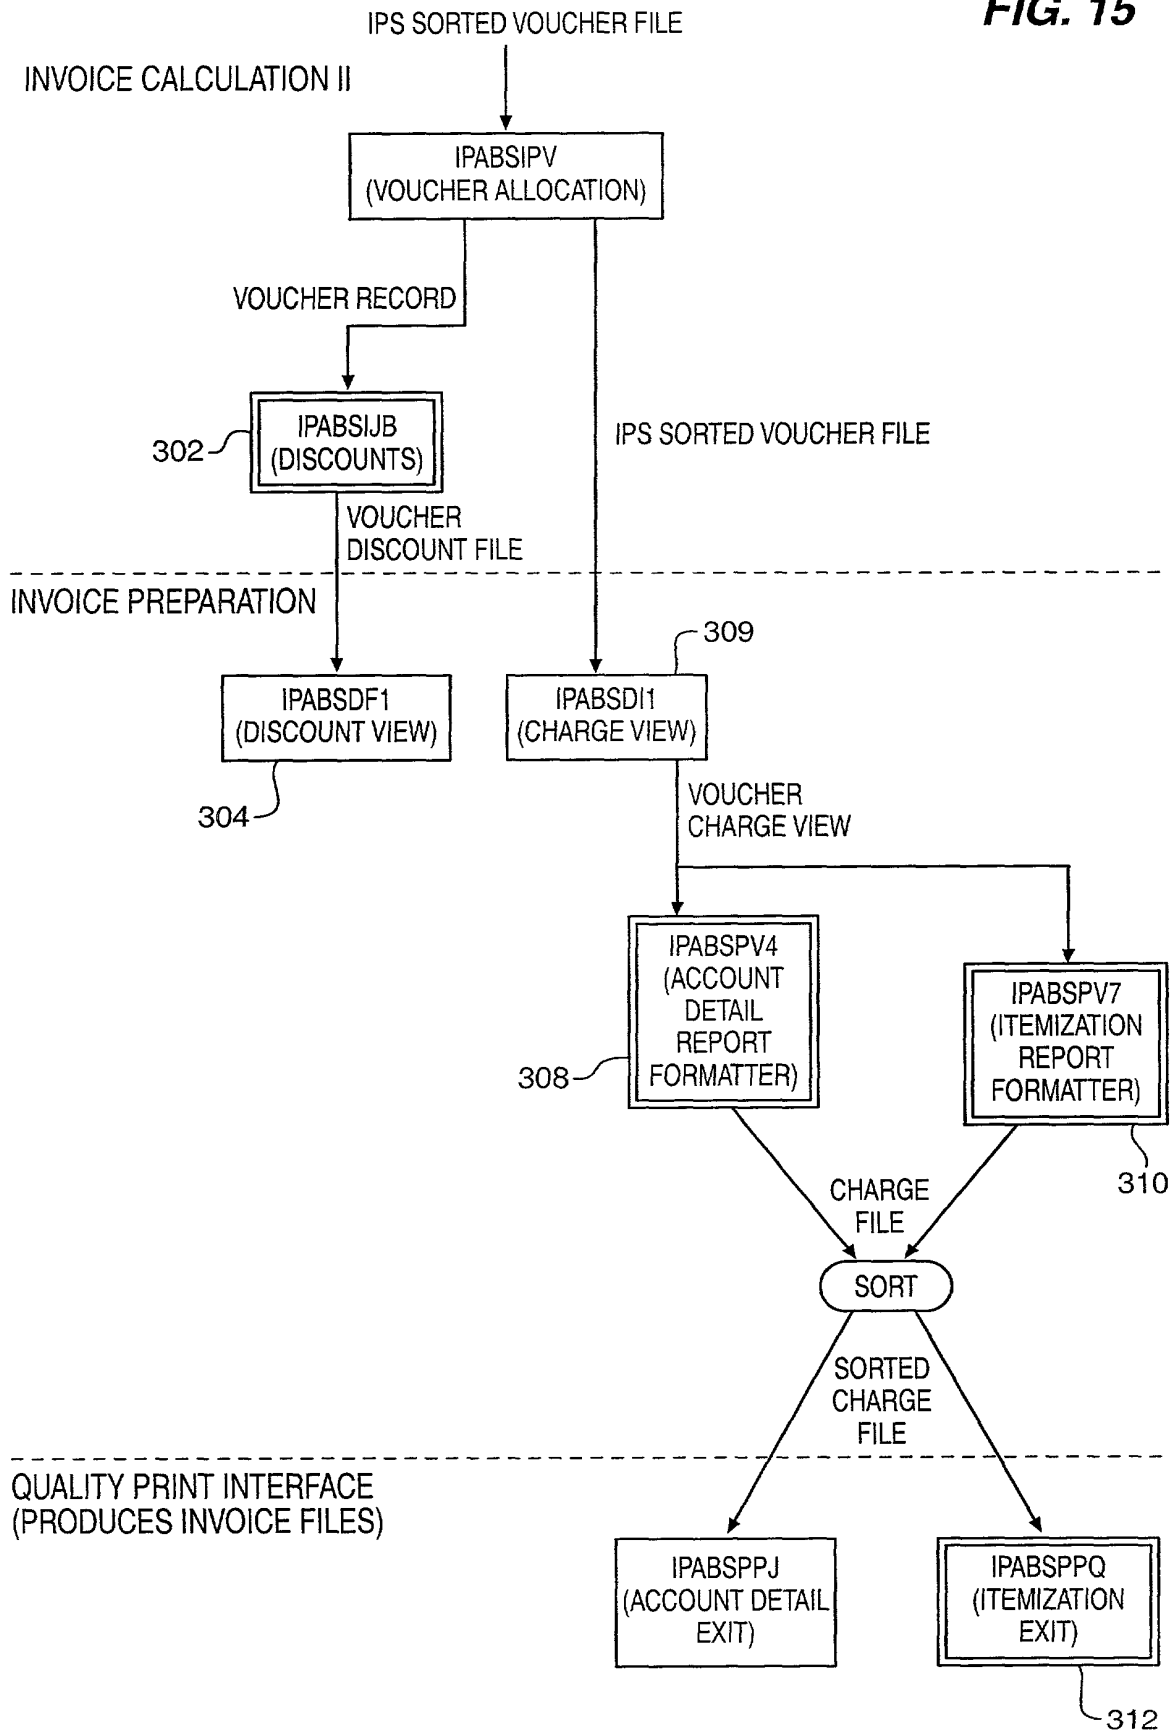 FIG. 15
IPS SORTED VOUCHER FILE
INVOICE CALCULATION II
IPABSIPV
(VOUCHER ALLOCATION)
VOUCHER RECORD
302
IPABSIJB
(DISCOUNTS)
IPS SORTED VOUCHER FILE
VOUCHER
DISCOUNT FILE
INVOICE PREPARATION
309
IPABSDF1
(DISCOUNT VIEW)
IPABSDI1
(CHARGE VIEW)
304
VOUCHER
CHARGE VIEW
IPABSPV4
(ACCOUNT
DETAIL
REPORT
FORMATTER)
308
IPABSPV7
(ITEMIZATION
REPORT
FORMATTER)
310
CHARGE
FILE
SORT
SORTED
CHARGE
FILE
QUALITY PRINT INTERFACE
(PRODUCES INVOICE FILES)
IPABSPPJ
(ACCOUNT DETAIL
EXIT)
IPABSPPQ
(ITEMIZATION
EXIT)
312